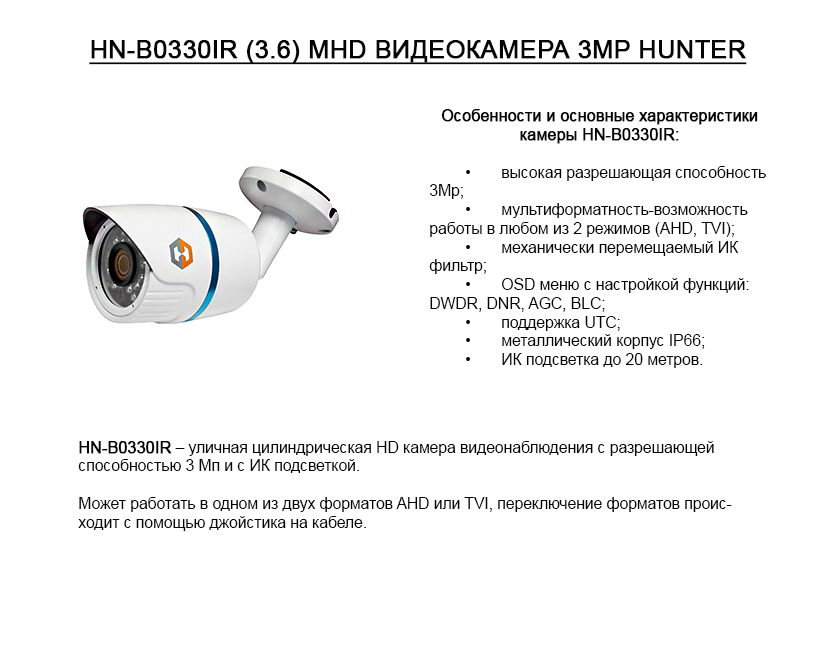 HN-B0330IR (3.6) MHD ВИДЕОКАМЕРА 3MP HUNTER
Особенности и основные характеристики
камеры HN-B0330IR:
• высокая разрешающая способность
3Mp;
• мультиформатность-возможность
работы в любом из 2 режимов (AHD, TVI);
• механически перемещаемый ИК
фильтр;
• OSD меню с настройкой функций:
DWDR, DNR, AGC, BLC;
• поддержка UTC;
• металлический корпус IP66;
• ИК подсветка до 20 метров.
HN-B0330IR – уличная цилиндрическая HD камера видеонаблюдения с разрешающей
способностью 3 Мп и с ИК подсветкой.
Может работать в одном из двух форматов AHD или TVI, переключение форматов проис-
ходит с помощью джойстика на кабеле.